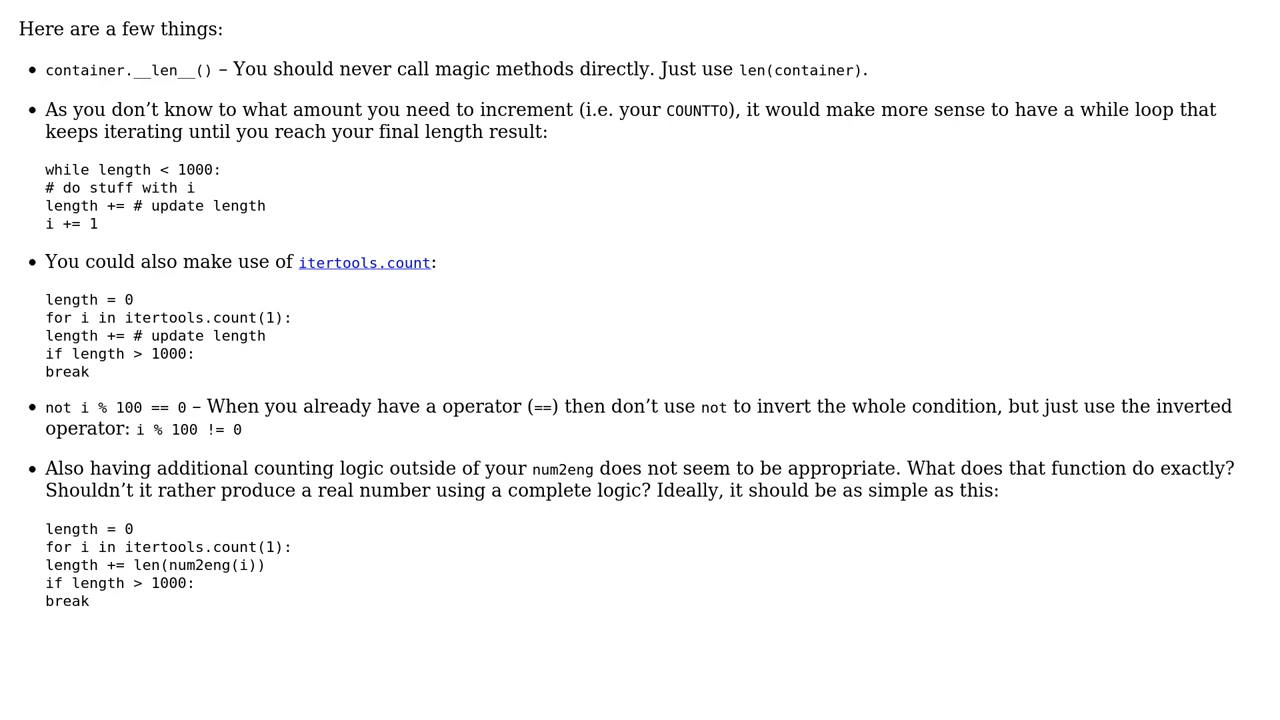 Here are a few things:
container.__len__() – You should never call magic methods directly. Just use len(container).
As you don’t know to what amount you need to increment (i.e. your COUNTTO), it would make more sense to have a while loop that
keeps iterating until you reach your final length result:
while length < 1000:
# do stuff with i
length += # update length
i += 1
You could also make use of itertools.count:
length = 0
for i in itertools.count(1):
length += # update length
if length > 1000:
break
not i % 100 == 0 – When you already have a operator (==) then don’t use not to invert the whole condition, but just use the inverted
operator: i % 100 != 0
Also having additional counting logic outside of your num2eng does not seem to be appropriate. What does that function do exactly?
Shouldn’t it rather produce a real number using a complete logic? Ideally, it should be as simple as this:
length = 0
for i in itertools.count(1):
length += len(num2eng(i))
if length > 1000:
break